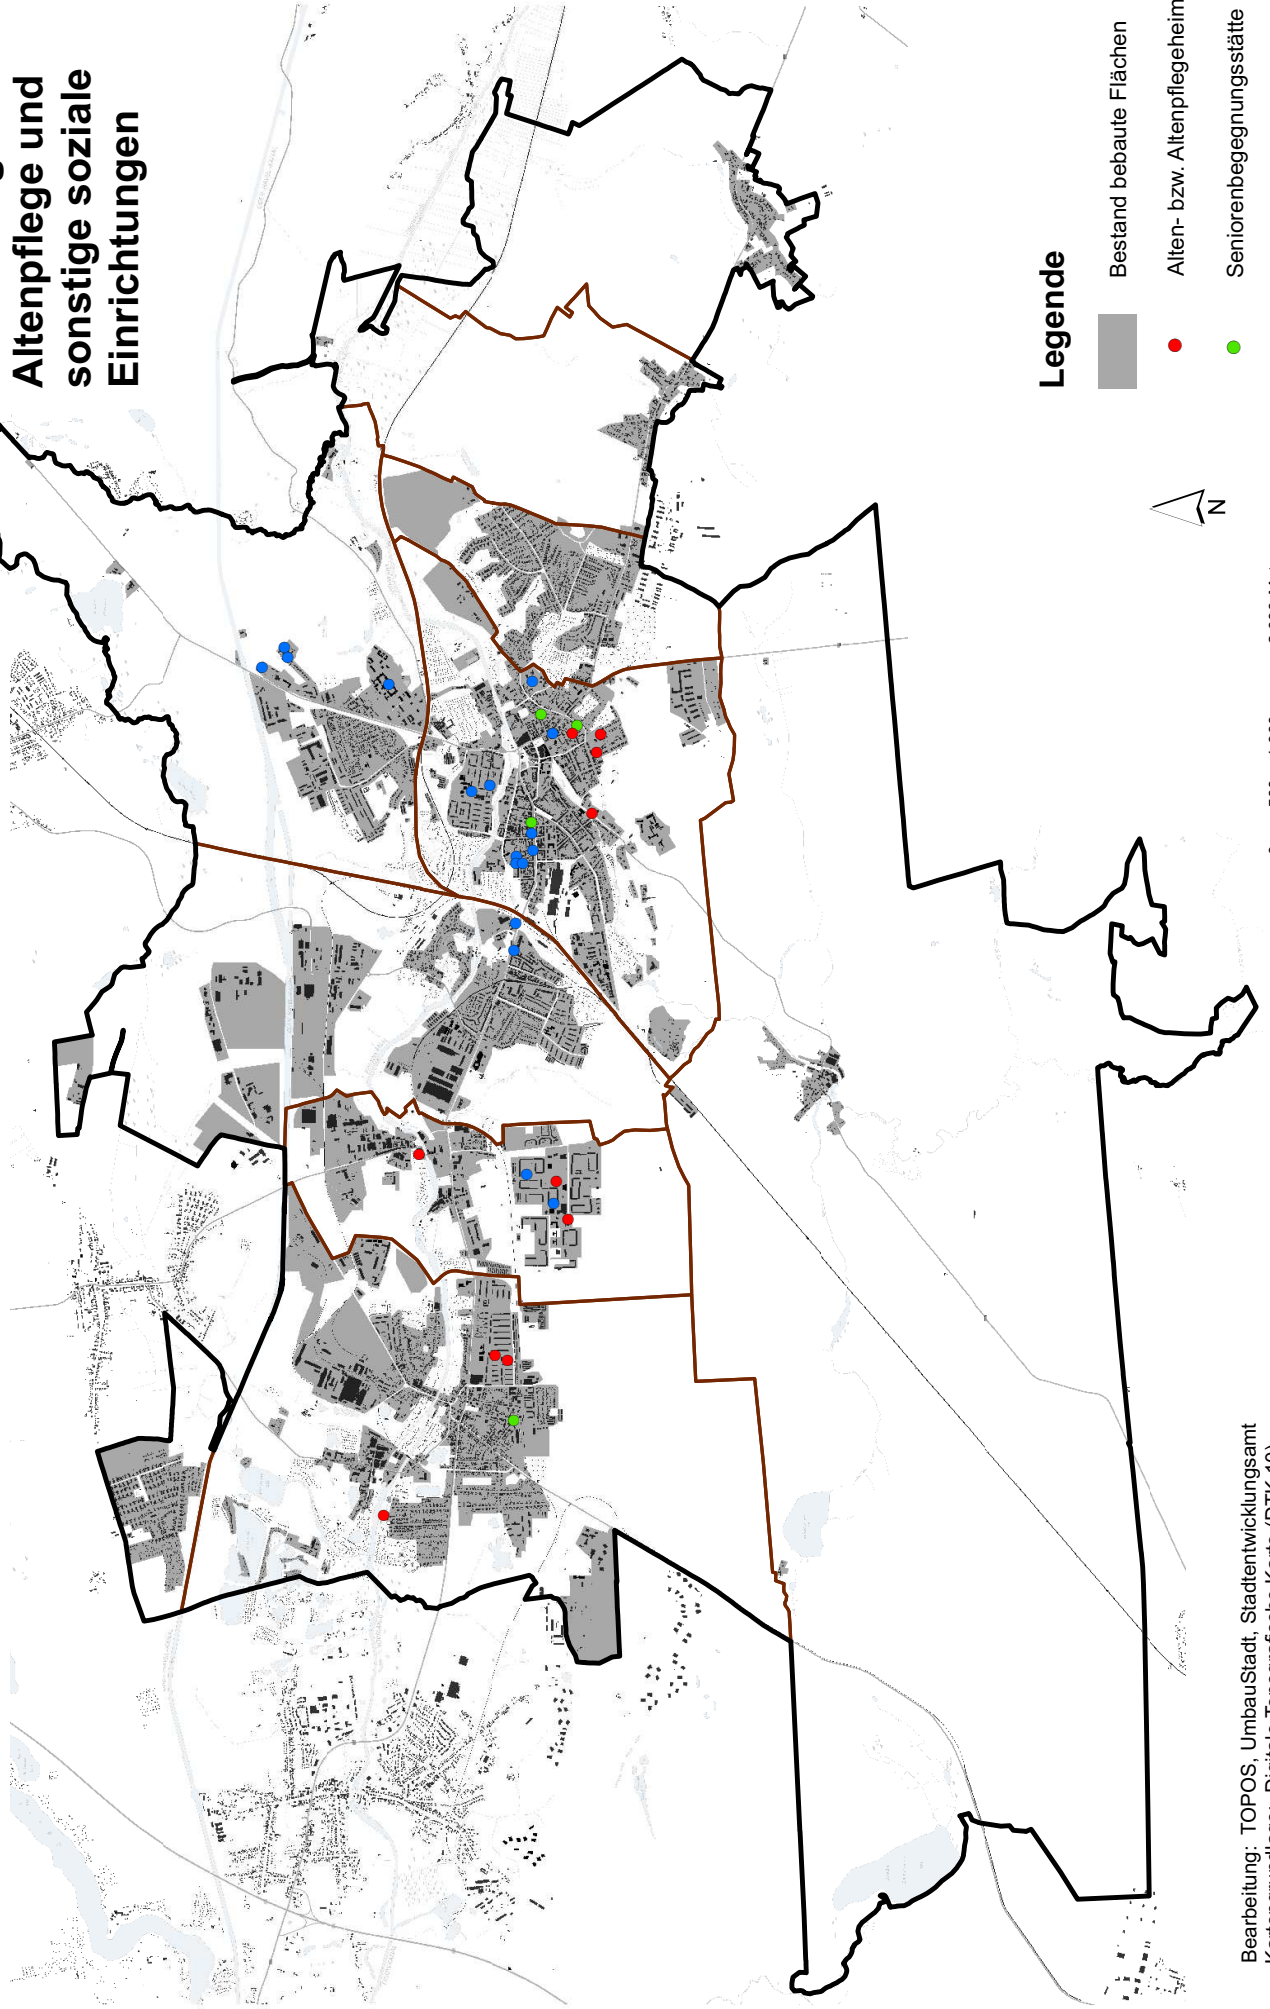 Altenpflege und
sonstige soziale
Einrichtungen
Legende
Bestand bebaute Flächen
Alten- bzw. Altenpflegeheim
Seniorenbegegnungsstätte
N
Bearbeitung: TOPOS, UmbauStadt, Stadtentwicklungsamt